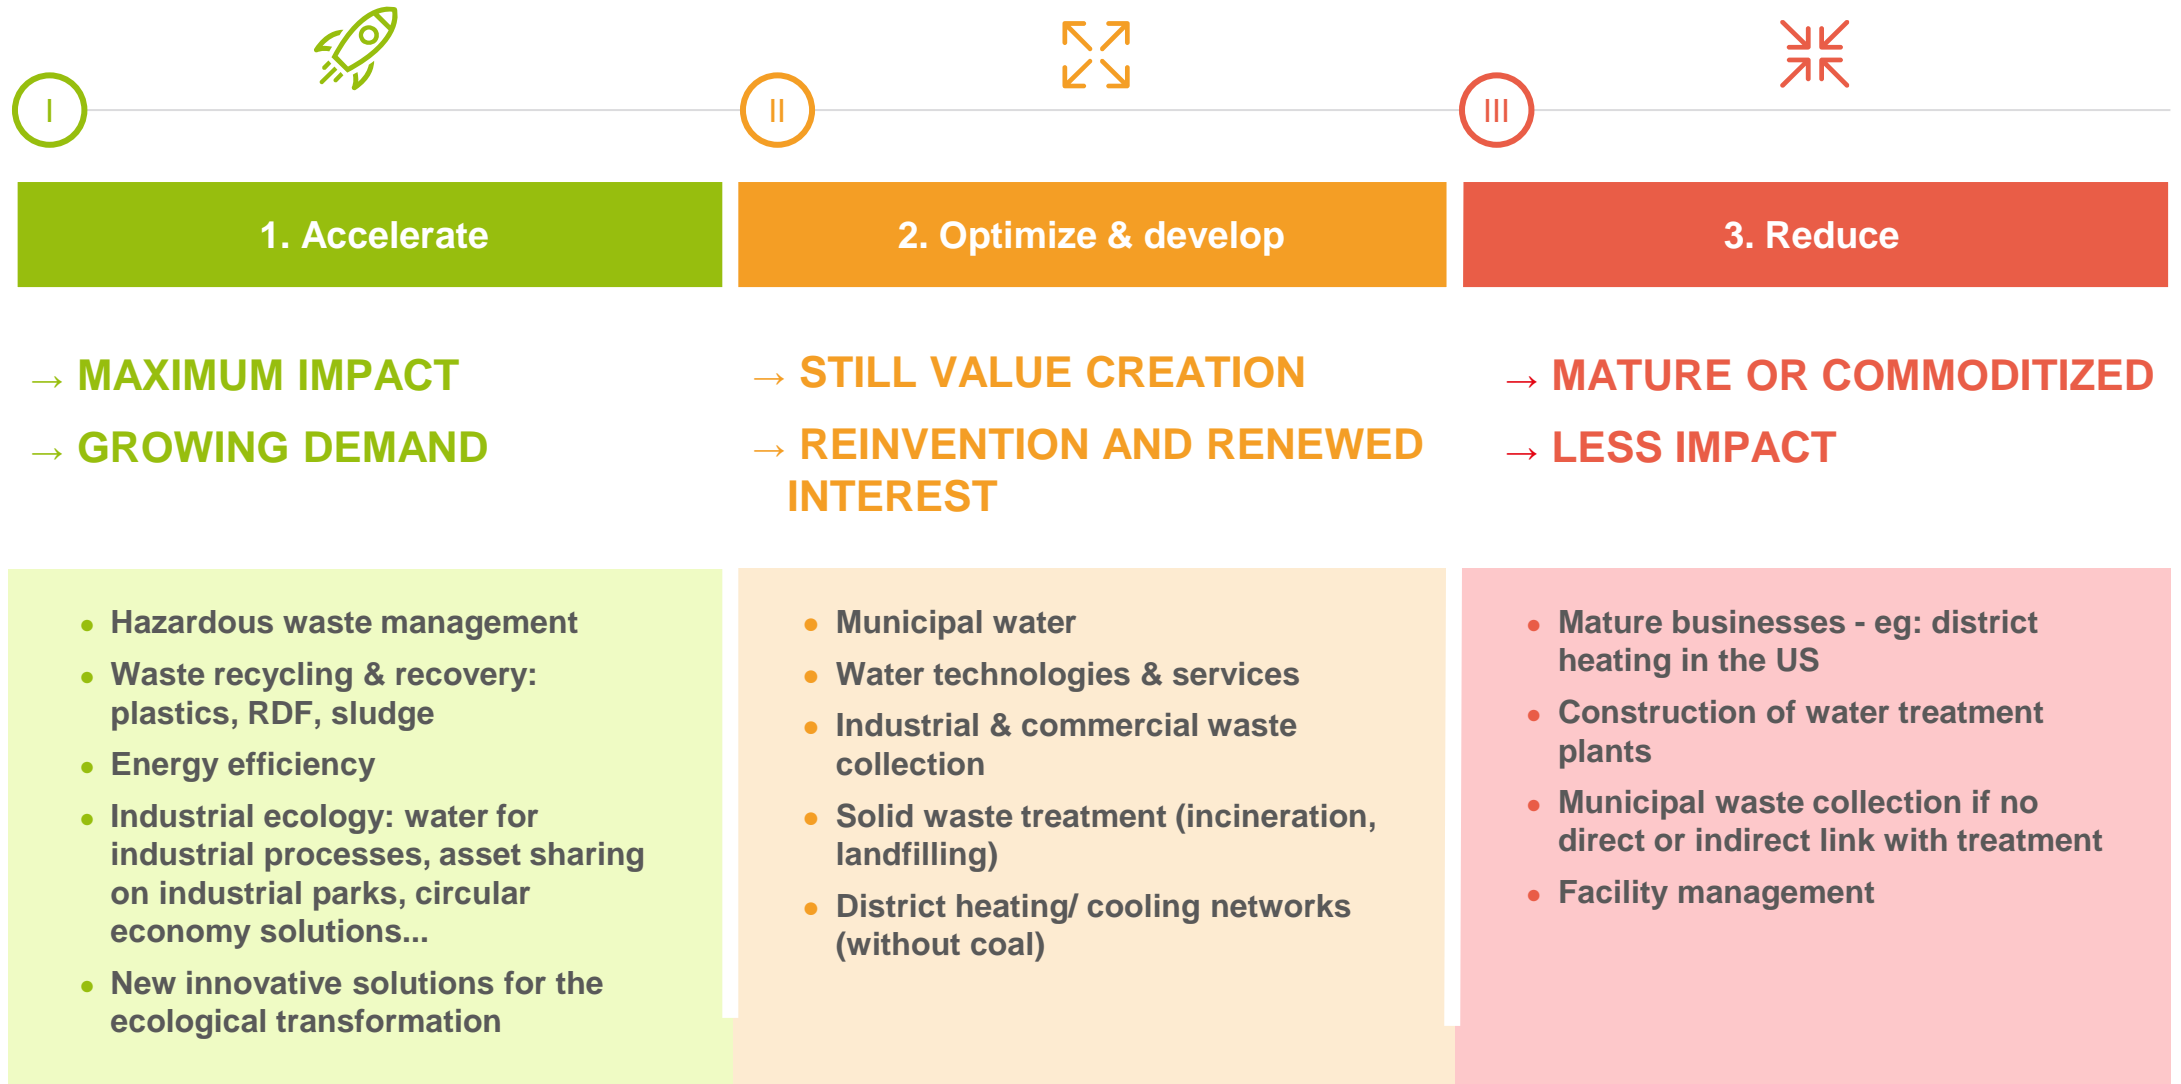 I
II
III
1. Accelerate
2. Optimize & develop
3. Reduce
→ MAXIMUM IMPACT
→ GROWING DEMAND
→ STILL VALUE CREATION
→ REINVENTION AND RENEWED
INTEREST
→ MATURE OR COMMODITIZED
→ LESS IMPACT
● Hazardous waste management
● Waste recycling & recovery:
plastics, RDF, sludge
● Energy efficiency
● Industrial ecology: water for
industrial processes, asset sharing
on industrial parks, circular
economy solutions...
● New innovative solutions for the
ecological transformation
● Municipal water
● Water technologies & services
● Industrial & commercial waste
collection
● Solid waste treatment (incineration,
landfilling)
● District heating/ cooling networks
(without coal)
● Mature businesses - eg: district
heating in the US
● Construction of water treatment
plants
● Municipal waste collection if no
direct or indirect link with treatment
● Facility management